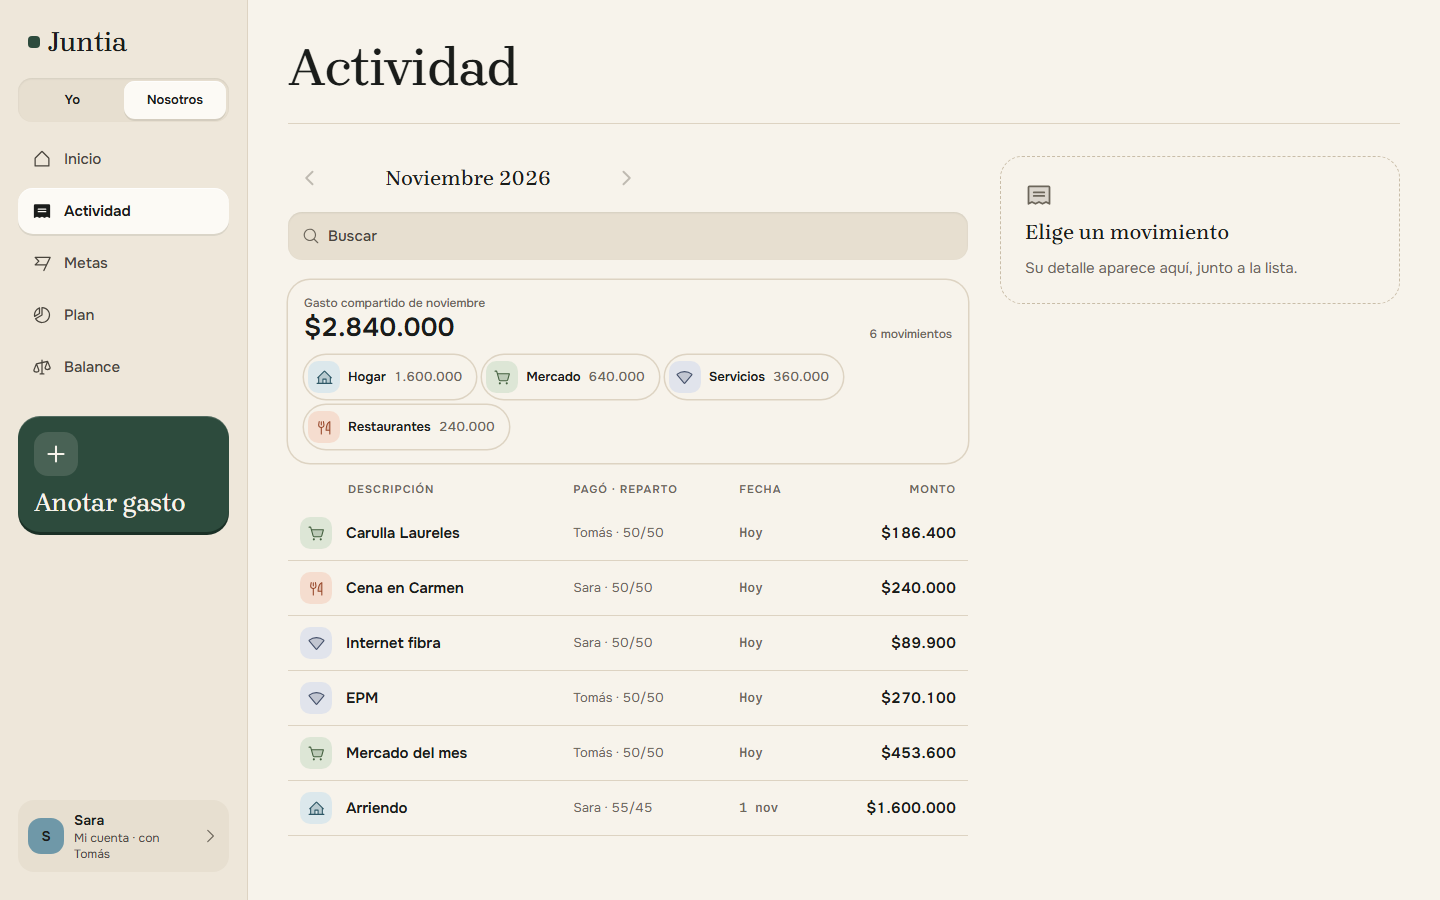 Juntia
Yo
Nosotros
Inicio
Actividad
Metas
Plan
Balance
Anotar gasto
S
Sara
Mi cuenta · con
Tomás
Actividad
Noviembre 2026
Buscar
Gasto compartido de noviembre
$2.840.000
6 movimientos
Hogar 1.600.000
Mercado 640.000
Servicios 360.000
Restaurantes 240.000
DESCRIPCIÓN PAGÓ · REPARTO FECHA MONTO
Carulla Laureles Tomás · 50/50 Hoy $186.400
Cena en Carmen Sara · 50/50 Hoy $240.000
Internet fibra Sara · 50/50 Hoy $89.900
EPM Tomás · 50/50 Hoy $270.100
Mercado del mes Tomás · 50/50 Hoy $453.600
Arriendo Sara · 55/45 1 nov $1.600.000
Elige un movimiento
Su detalle aparece aquí, junto a la lista.